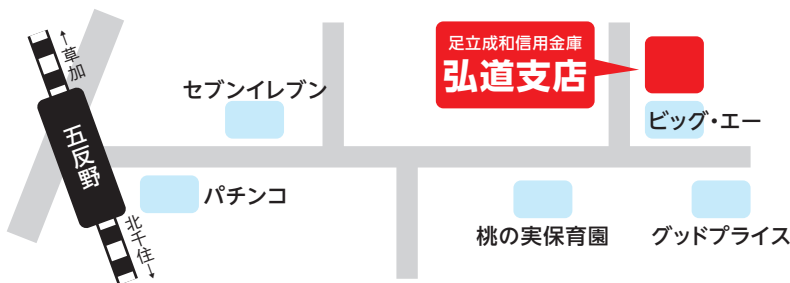 ↑草加
五反野
北千住→
セブンイレブン
パチンコ
足立成和信用金庫
弘道支店
ビッグ・エー
桃の実保育園
グッドプライス